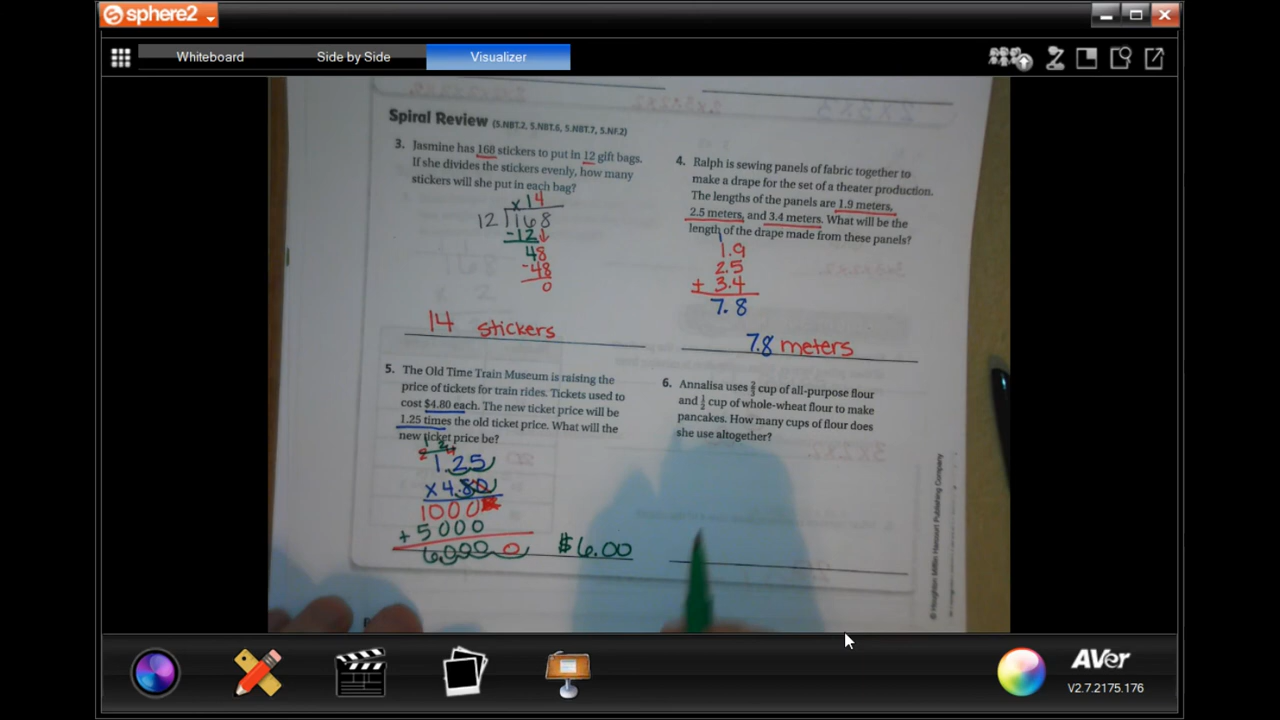 sphere2
Whiteboard
Side by Side
Visualizer
Spiral Review (5.NBT.2, 5.NBT.6, 5.NBT.7, 5.NF.2)
3. Jasmine has 168 stickers to put in 12 gift bags.
If she divides the stickers evenly, how many
stickers will she put in each bag?
x14
12 168
-12
48
-48
0
14 stickers
4. Ralph is sewing panels of fabric together to
make a drape for the set of a theater production.
The lengths of the panels are 1.9 meters,
2.5 meters, and 3.4 meters. What will be the
length of the drape made from these panels?
1
1.9
2.5
+ 3.4
7.8
7.8 meters
5. The Old Time Train Museum is raising the
price of tickets for train rides. Tickets used to
cost $4.80 each. The new ticket price will be
1.25 times the old ticket price. What will the
new ticket price be?
1.25
x 4.80
1000
+ 5000
60000
$6.00
6. Annalisa uses 2/3 cup of all-purpose flour
and 1/2 cup of whole-wheat flour to make
pancakes. How many cups of flour does
she use altogether?
© Houghton Mifflin Harcourt Publishing Company
AVer
V2.7.2175.176